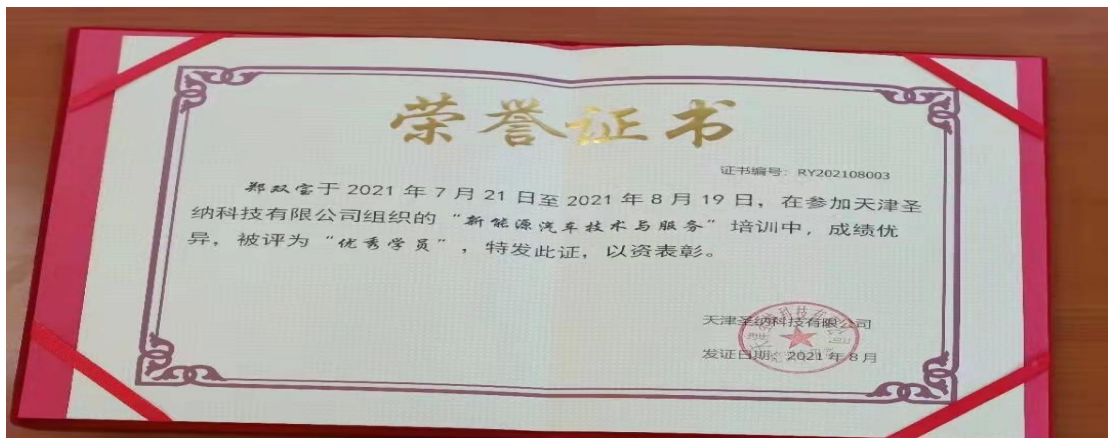 荣誉证书
证书编号：RY202108003
郑双宝于 2021 年 7 月 21 日至 2021 年 8 月 19 日，在参加天津圣
纳科技有限公司组织的“新能源汽车技术与服务”培训中，成绩优
异，被评为“优秀学员”，特发此证，以资表彰。
天津圣纳科技有限公司
发证日期：2021 年 8 月